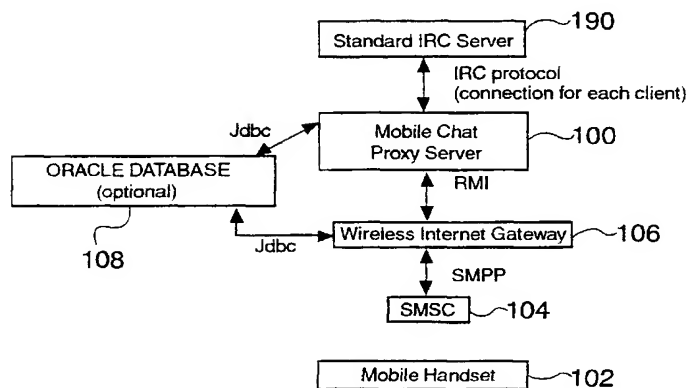 190
Standard IRC Server
IRC protocol
(connection for each client)
Jdbc
Mobile Chat
Proxy Server
100
ORACLE DATABASE
(optional)
RMI
108
Jdbc
Wireless Internet Gateway
106
SMPP
SMSC
104
Mobile Handset
102